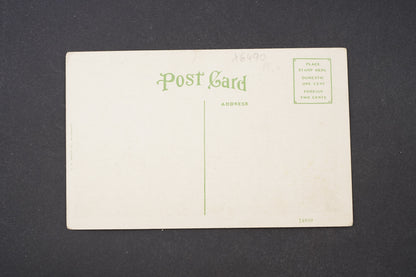 Post Card
ADDRESS
PLACE
STAMP HERE
DOMESTIC
ONE CENT
FOREIGN
TWO CENTS